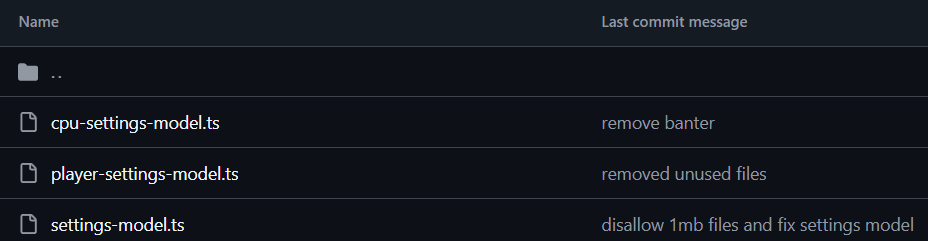 Name Last commit message
..
cpu-settings-model.ts remove banter
player-settings-model.ts removed unused files
settings-model.ts disallow 1mb files and fix settings model